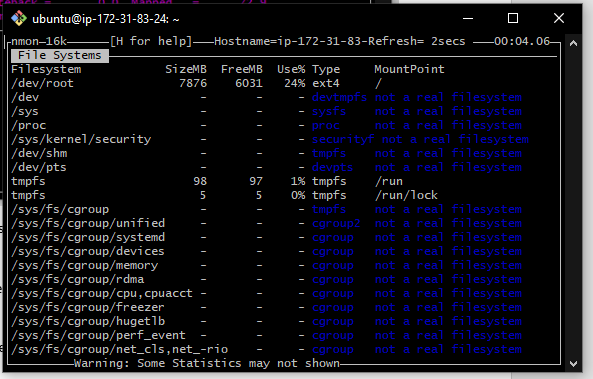 ubuntu@ip-172-31-83-24: ~
nmon-16k [H for help] Hostname=ip-172-31-83-Refresh= 2secs 00:04.06
File Systems
Filesystem SizeMB FreeMB Use% Type MountPoint
/dev/root 7876 6031 24% ext4 /
/dev - - - devtmpfs not a real filesystem
/sys - - - sysfs not a real filesystem
/proc - - - proc not a real filesystem
/sys/kernel/security - - - securityf not a real filesystem
/dev/shm - - - tmpfs not a real filesystem
/dev/pts - - - devpts not a real filesystem
tmpfs 98 97 1% tmpfs /run
tmpfs 5 5 0% tmpfs /run/lock
/sys/fs/cgroup - - - tmpfs not a real filesystem
/sys/fs/cgroup/unified - - - cgroup2 not a real filesystem
/sys/fs/cgroup/systemd - - - cgroup not a real filesystem
/sys/fs/cgroup/devices - - - cgroup not a real filesystem
/sys/fs/cgroup/memory - - - cgroup not a real filesystem
/sys/fs/cgroup/rdma - - - cgroup not a real filesystem
/sys/fs/cgroup/cpu,cpuacct - - - cgroup not a real filesystem
/sys/fs/cgroup/freezer - - - cgroup not a real filesystem
/sys/fs/cgroup/hugetlb - - - cgroup not a real filesystem
/sys/fs/cgroup/perf_event - - - cgroup not a real filesystem
/sys/fs/cgroup/net_cls,net_-rio - - cgroup not a real filesystem
Warning: Some Statistics may not shown